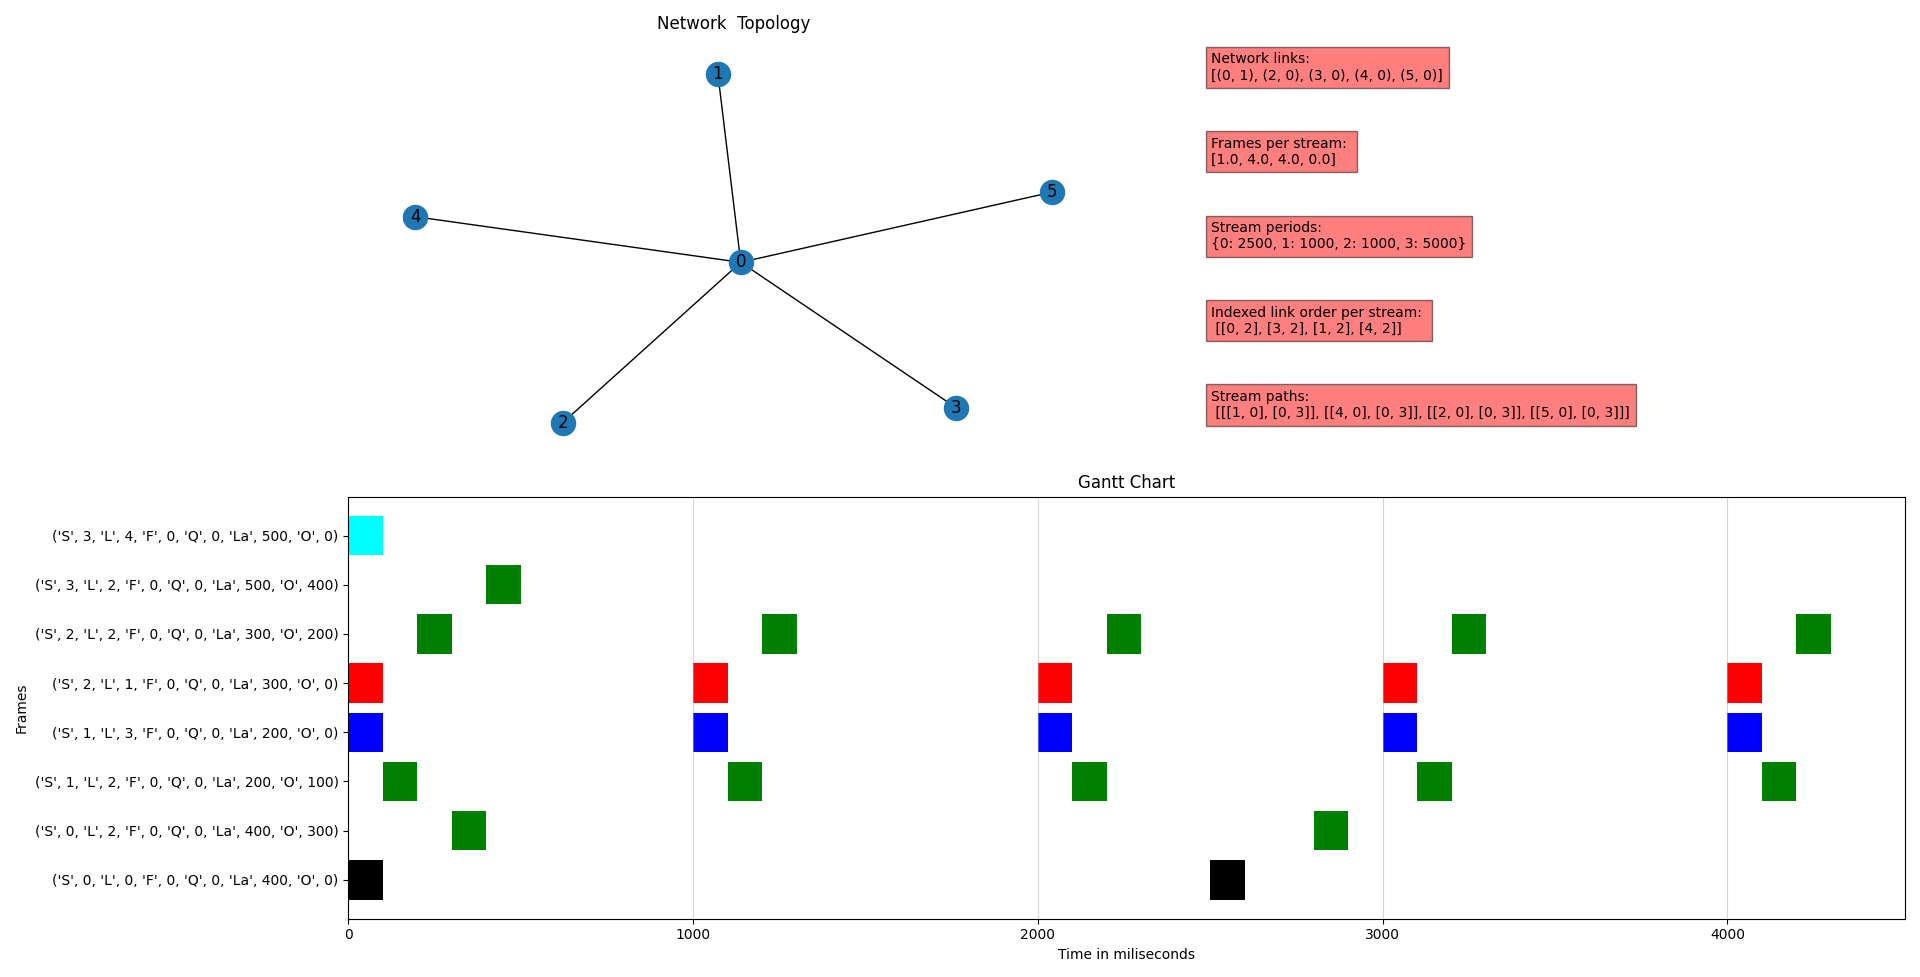 Network  Topology
1
5
4
0
3
2
Network links:
[(0, 1), (2, 0), (3, 0), (4, 0), (5, 0)]
Frames per stream:
[1.0, 4.0, 4.0, 0.0]
Stream periods:
{0: 2500, 1: 1000, 2: 1000, 3: 5000}
Indexed link order per stream:
[[0, 2], [3, 2], [1, 2], [4, 2]]
Stream paths:
[[[1, 0], [0, 3]], [[4, 0], [0, 3]], [[2, 0], [0, 3]], [[5, 0], [0, 3]]]
Gantt Chart
('S', 3, 'L', 4, 'F', 0, 'Q', 0, 'La', 500, 'O', 0)
('S', 3, 'L', 2, 'F', 0, 'Q', 0, 'La', 500, 'O', 400)
('S', 2, 'L', 2, 'F', 0, 'Q', 0, 'La', 300, 'O', 200)
('S', 2, 'L', 1, 'F', 0, 'Q', 0, 'La', 300, 'O', 0)
('S', 1, 'L', 3, 'F', 0, 'Q', 0, 'La', 200, 'O', 0)
('S', 1, 'L', 2, 'F', 0, 'Q', 0, 'La', 200, 'O', 100)
('S', 0, 'L', 2, 'F', 0, 'Q', 0, 'La', 400, 'O', 300)
('S', 0, 'L', 0, 'F', 0, 'Q', 0, 'La', 400, 'O', 0)
Frames
0 1000 2000 3000 4000
Time in miliseconds